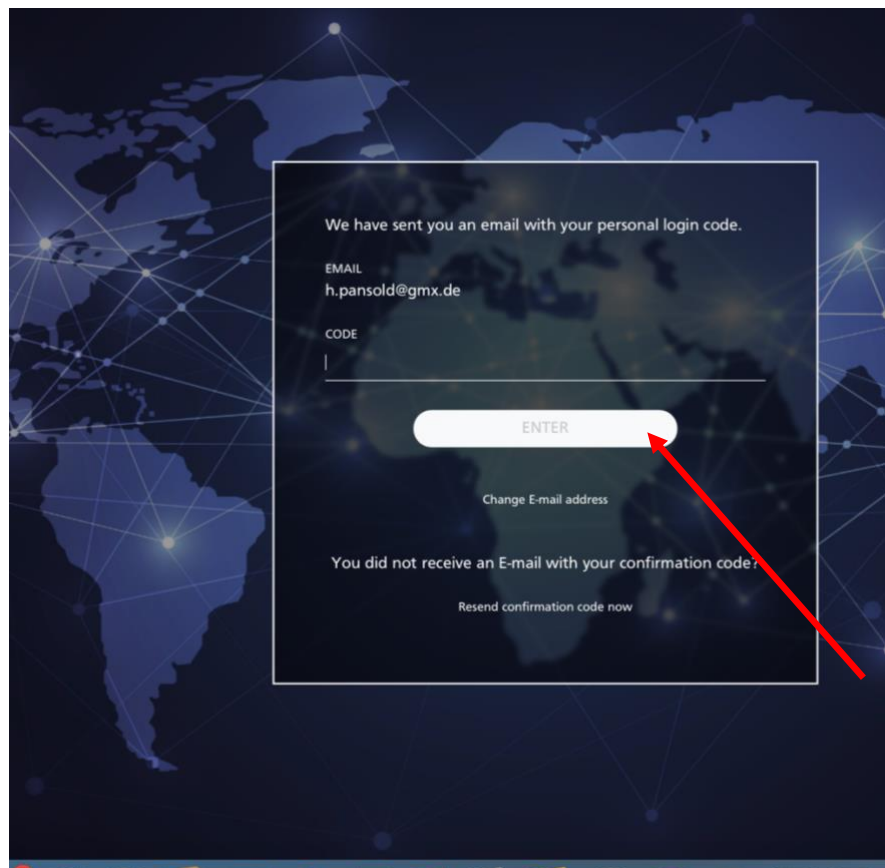 We have sent you an email with your personal login code.
EMAIL
h.pansold@gmx.de
CODE
ENTER
Change E-mail address
You did not receive an E-mail with your confirmation code?
Resend confirmation code now